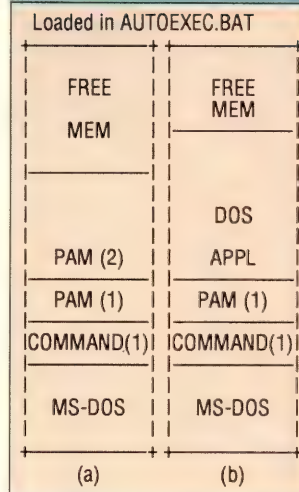 Loaded in AUTOEXEC.BAT
FREE FREE
MEM MEM
DOS
PAM (2) APPL
PAM (1) PAM (1)
COMMAND(1) COMMAND(1)
MS-DOS MS-DOS
(a) (b)